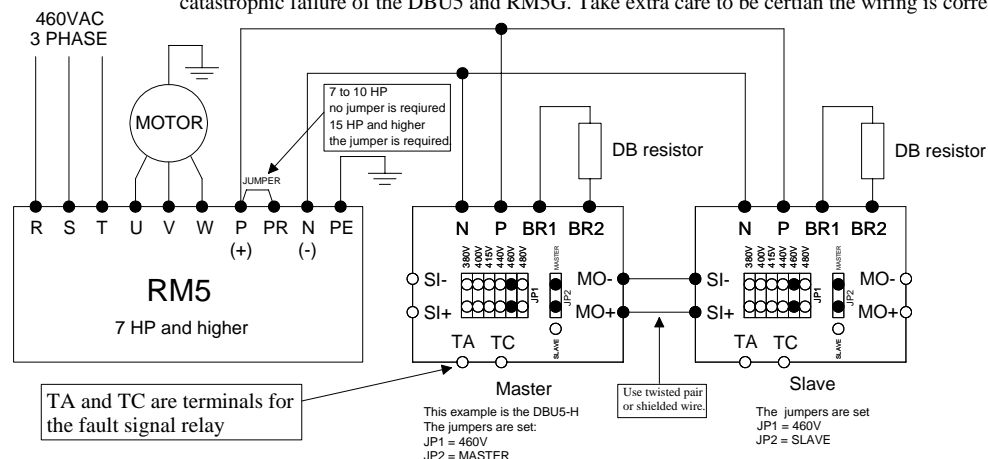 catastrophic failure of the DBU5 and RM5G. Take extra care to be certian the wiring is corre
460VAC
3 PHASE
MOTOR
7 to 10 HP
no jumper is reqiured
15 HP and higher
the jumper is required.
JUMPER
DB resistor
DB resistor
R S T U V W P PR N PE
(+) (-)
RM5
7 HP and higher
N P BR1 BR2
380V 400V 415V 440V 460V 480V
JP1
MASTER
JP2
SLAVE
SI-
SI+
MO-
MO+
TA TC
N P BR1 BR2
380V 400V 415V 440V 460V 480V
JP1
MASTER
JP2
SLAVE
SI-
SI+
MO-
MO+
TA TC
TA and TC are terminals for
the fault signal relay
Master
This example is the DBU5-H
The jumpers are set:
JP1 = 460V
JP2 = MASTER
Use twisted pair
or shielded wire.
Slave
The jumpers are set
JP1 = 460V
JP2 = SLAVE